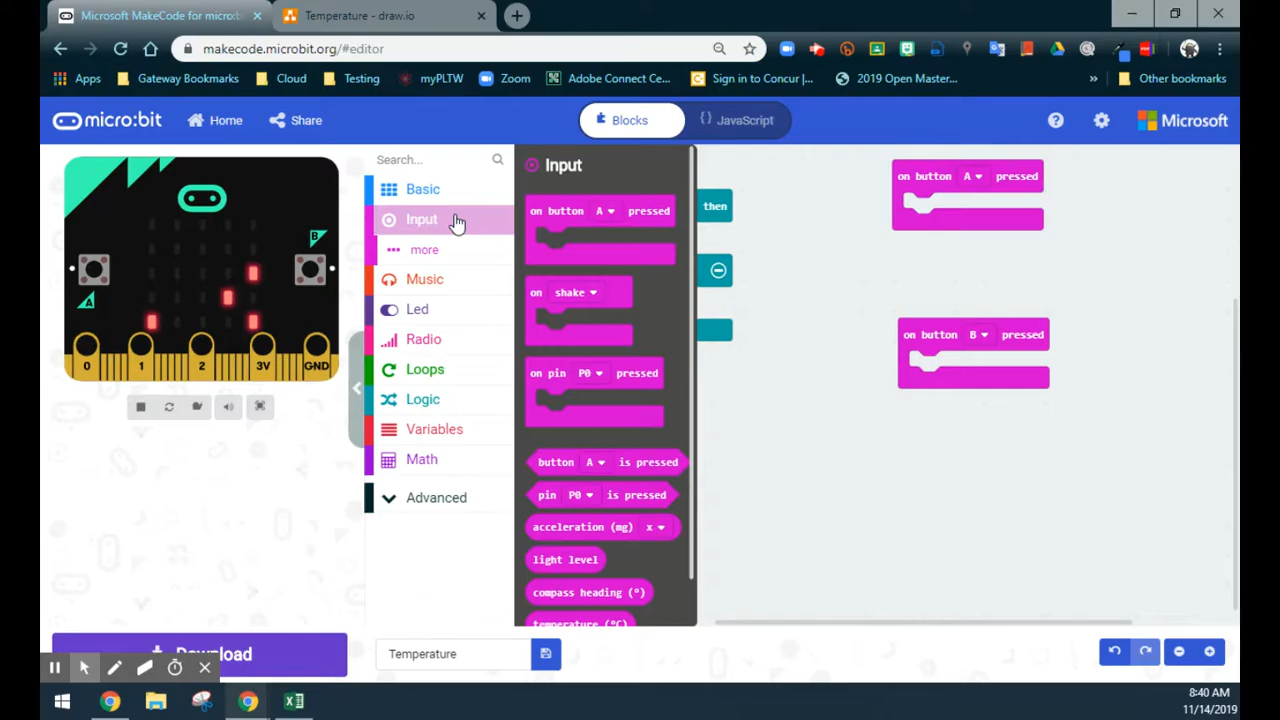 Microsoft MakeCode for micro:b
Temperature - draw.io
makecode.microbit.org/#editor
Apps
Gateway Bookmarks
Cloud
Testing
myPLTW
Zoom
Adobe Connect Ce...
Sign in to Concur |...
2019 Open Master...
»
Other bookmarks
micro:bit
Home
Share
Blocks
{} JavaScript
Microsoft
A
B
0
1
2
3V
GND
Search...
Basic
Input
more
Music
Led
Radio
Loops
Logic
Variables
Math
Advanced
Input
on button A pressed
on shake
on pin P0 pressed
button A is pressed
pin P0 is pressed
acceleration (mg) x
light level
compass heading (°)
temperature (°C)
then
on button A pressed
on button B pressed
Download
Temperature
8:40 AM
11/14/2019